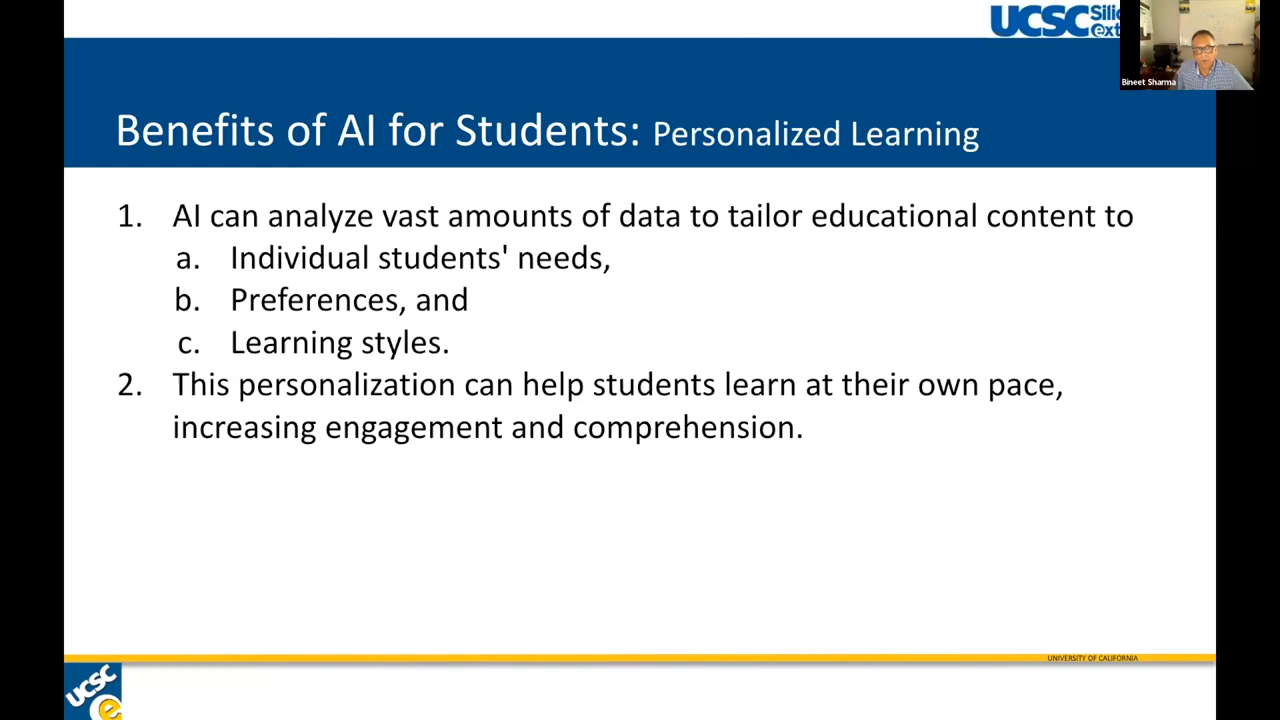 UCSC Sili
ext
Bineet Sharma
Benefits of AI for Students: Personalized Learning
1. AI can analyze vast amounts of data to tailor educational content to
a. Individual students' needs,
b. Preferences, and
c. Learning styles.
2. This personalization can help students learn at their own pace,
increasing engagement and comprehension.
UNIVERSITY OF CALIFORNIA
UCSC
e